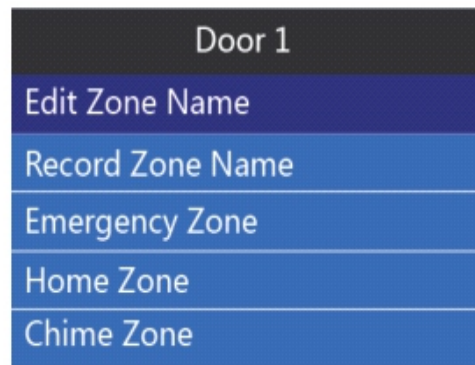 Door 1
Edit Zone Name
Record Zone Name
Emergency Zone
Home Zone
Chime Zone